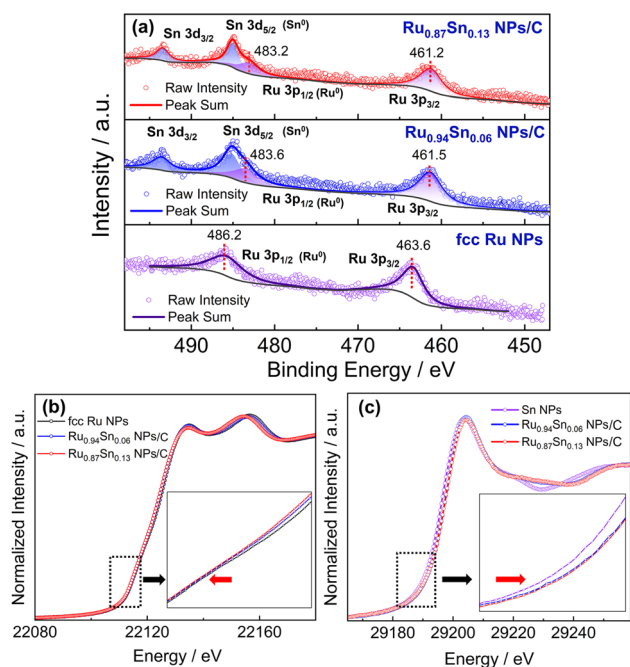 (a)
Sn 3d3/2
Sn 3d5/2 (Sn0)
Ru0.87Sn0.13 NPs/C
483.2
461.2
Raw Intensity
Peak Sum
Ru 3p1/2 (Ru0)
Ru 3p3/2
Sn 3d3/2
Sn 3d5/2 (Sn0)
Ru0.94Sn0.06 NPs/C
483.6
461.5
Raw Intensity
Peak Sum
Ru 3p1/2 (Ru0)
Ru 3p3/2
486.2
fcc Ru NPs
Ru 3p1/2 (Ru0)
Ru 3p3/2
463.6
Raw Intensity
Peak Sum
Intensity / a.u.
490 480 470 460 450
Binding Energy / eV
(b)
fcc Ru NPs
Ru0.94Sn0.06 NPs/C
Ru0.87Sn0.13 NPs/C
Normalized Intensity / a.u.
22080 22120 22160
Energy / eV
(c)
Sn NPs
Ru0.94Sn0.06 NPs/C
Ru0.87Sn0.13 NPs/C
Normalized Intensity / a.u.
29180 29200 29220 29240
Energy / eV